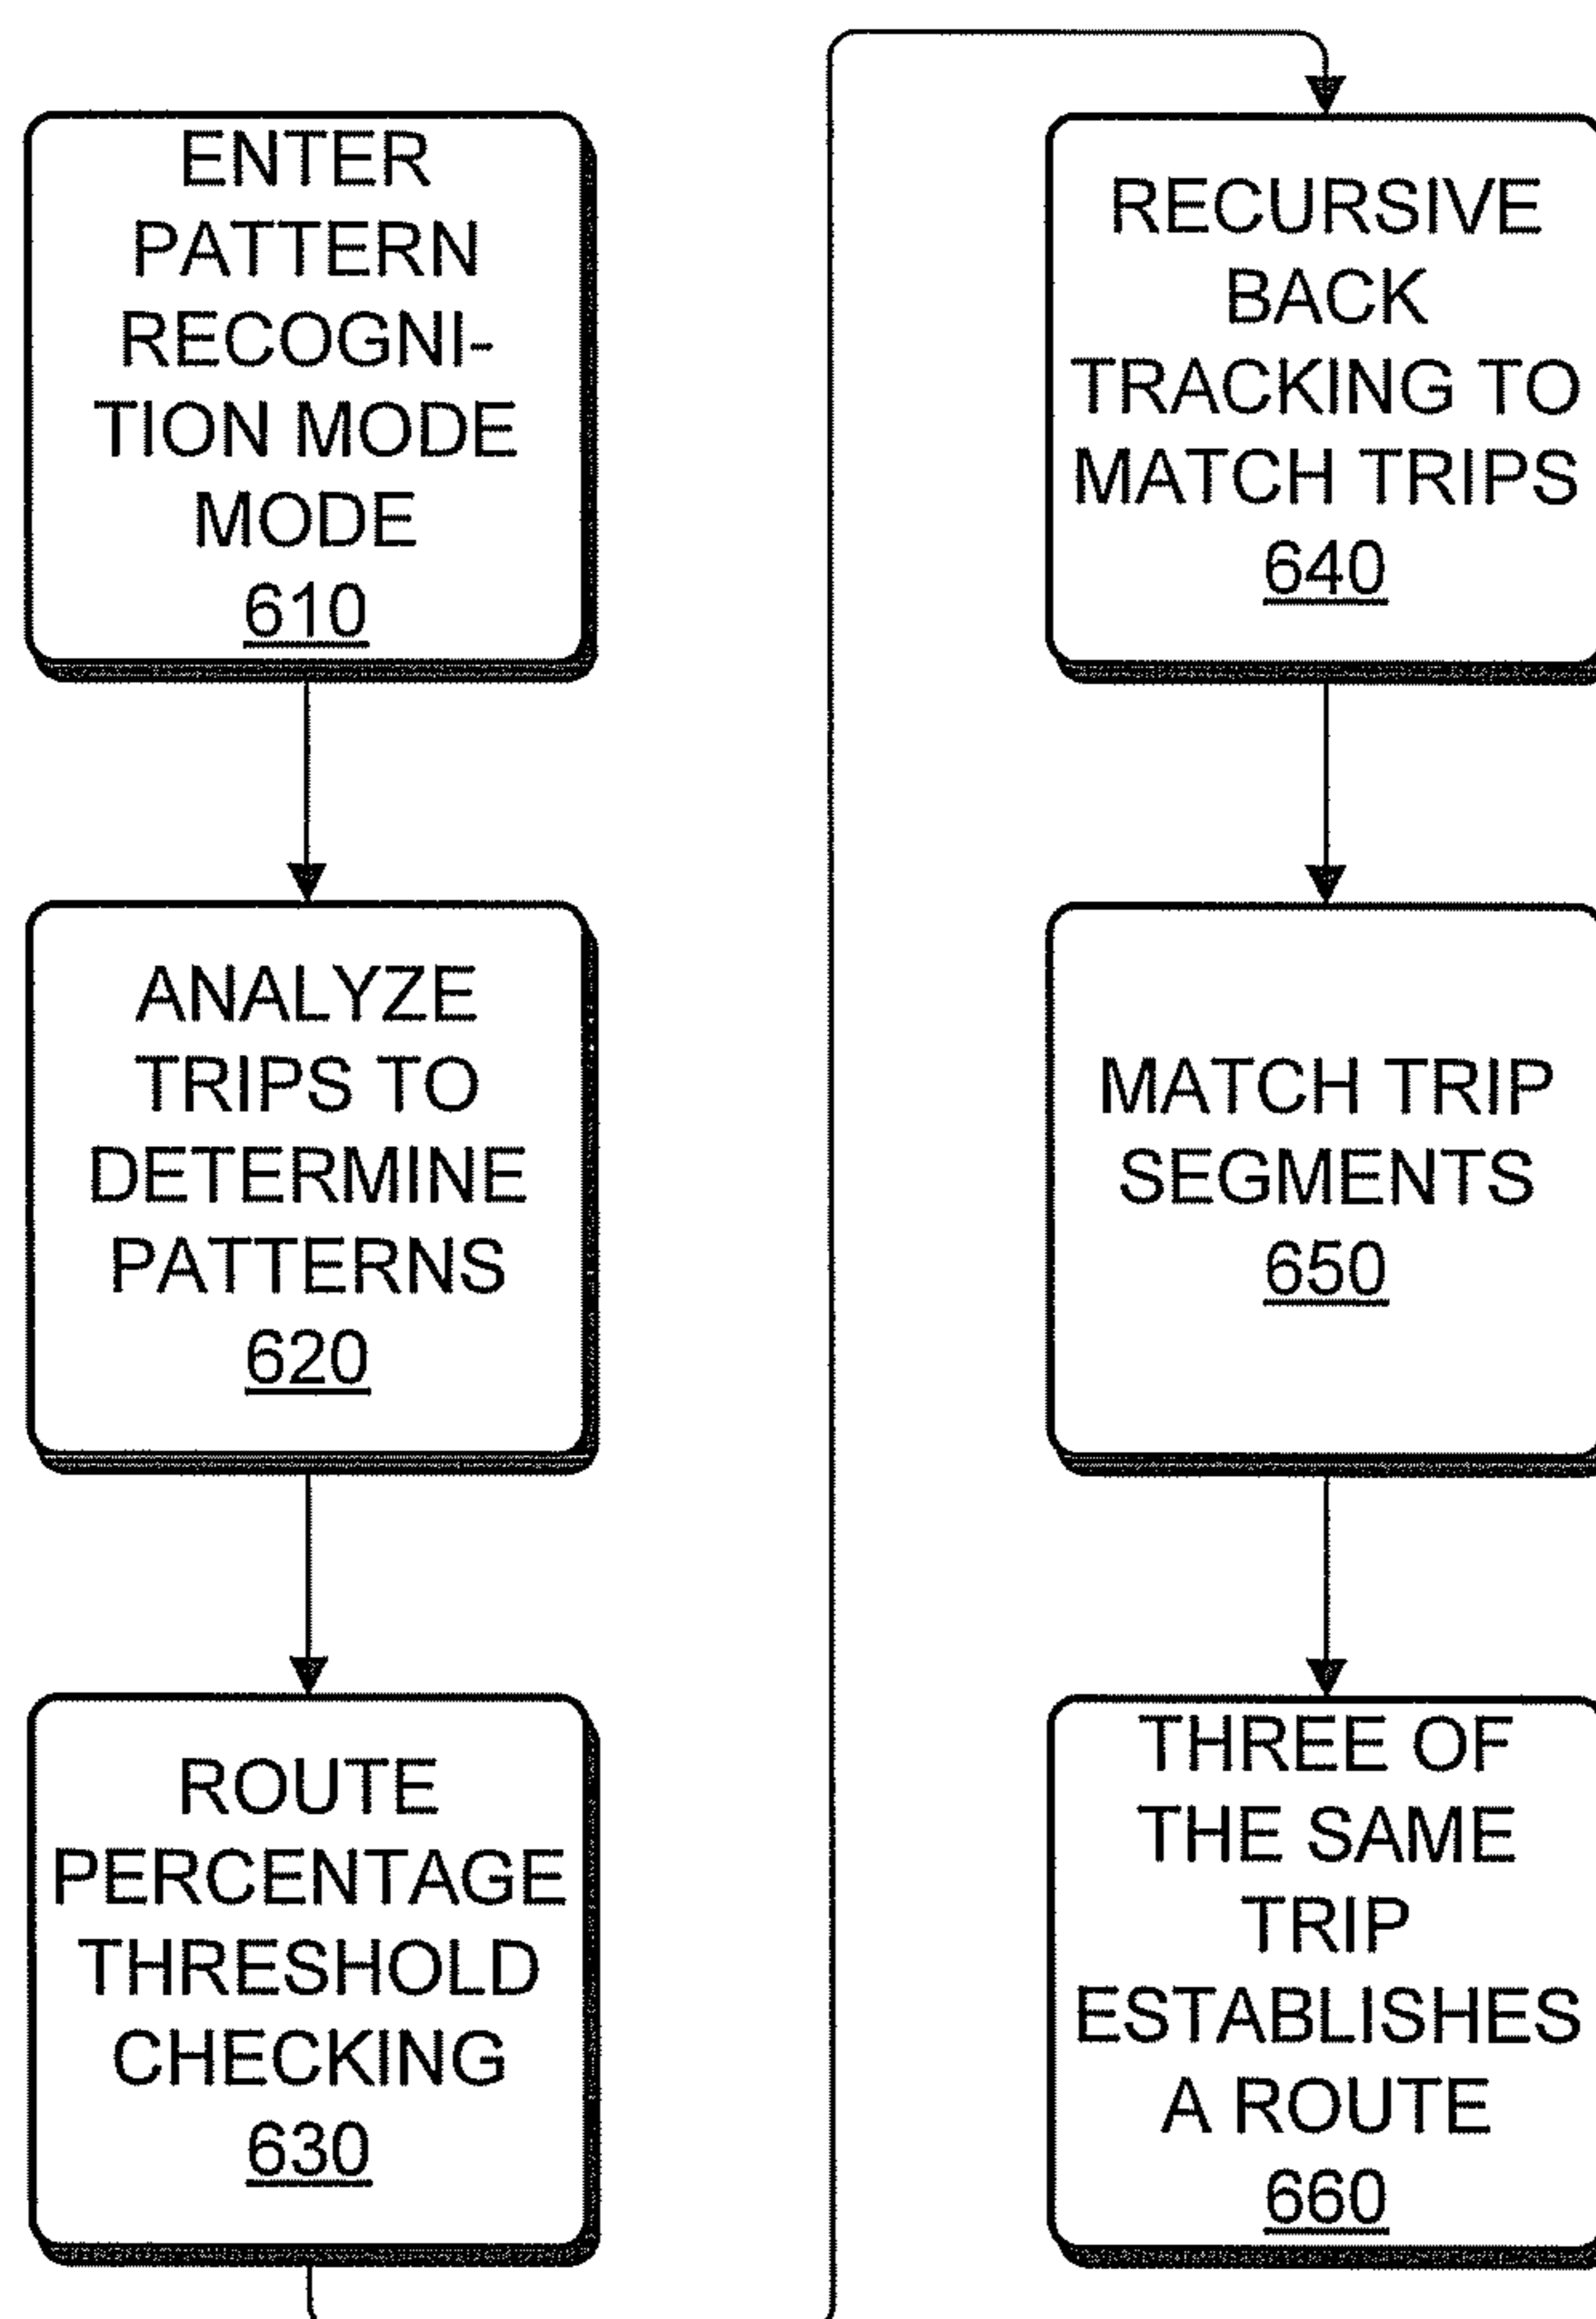 ENTER
PATTERN
RECOGNI-
TION MODE
MODE
610
ANALYZE
TRIPS TO
DETERMINE
PATTERNS
620
ROUTE
PERCENTAGE
THRESHOLD
CHECKING
630
RECURSIVE
BACK
TRACKING TO
MATCH TRIPS
640
MATCH TRIP
SEGMENTS
650
THREE OF
THE SAME
TRIP
ESTABLISHES
A ROUTE
660